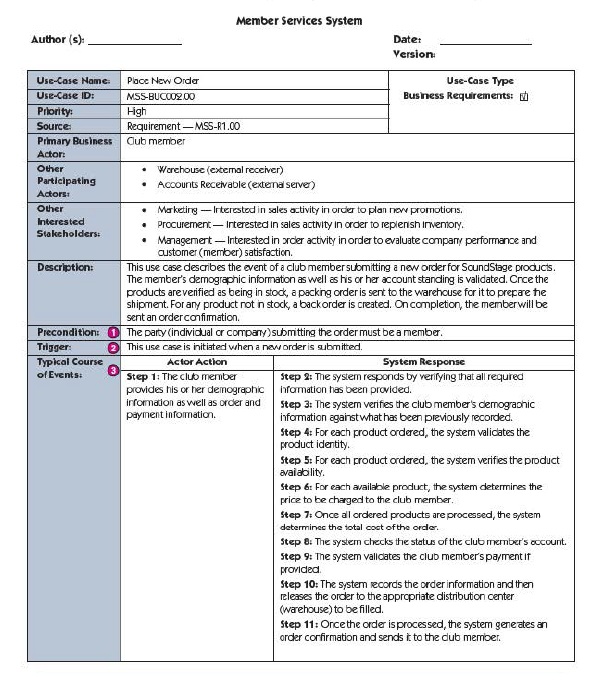 Member Services System
Author (s):
Date:
Version:
Use-Case Name: Place New Order Use-Case Type
Use-Case ID: MSS-BUC002.00 Business Requirements: ☑
Priority: High
Source: Requirement — MSS-R1.00
Primary Business Club member
Actor:
Other • Warehouse (external receiver)
Participating • Accounts Receivable (external server)
Actors:
Other • Marketing — Interested in sales activity in order to plan new promotions.
Interested • Procurement — Interested in sales activity in order to replenish inventory.
Stakeholders: • Management — Interested in order activity in order to evaluate company performance and
customer (member) satisfaction.
Description: This use case describes the event of a club member submitting a new order for SoundStage products.
The member's demographic information as well as his or her account standing is validated. Once the
products are verified as being in stock, a packing order is sent to the warehouse for it to prepare the
shipment. For any product not in stock, a back order is created. On completion, the member will be
sent an order confirmation.
Precondition: 1 The party (individual or company) submitting the order must be a member.
Trigger: 2 This use case is initiated when a new order is submitted.
Typical Course
of Events: 3
Actor Action
Step 1: The club member
provides his or her demographic
information as well as order and
payment information.
System Response
Step 2: The system responds by verifying that all required
information has been provided.
Step 3: The system verifies the club member's demographic
information against what has been previously recorded.
Step 4: For each product ordered, the system validates the
product identity.
Step 5: For each product ordered, the system verifies the product
availability.
Step 6: For each available product, the system determines the
price to be charged to the club member.
Step 7: Once all ordered products are processed, the system
determines the total cost of the order.
Step 8: The system checks the status of the club member's account.
Step 9: The system validates the club member's payment if
provided.
Step 10: The system records the order information and then
releases the order to the appropriate distribution center
(warehouse) to be filled.
Step 11: Once the order is processed, the system generates an
order confirmation and sends it to the club member.